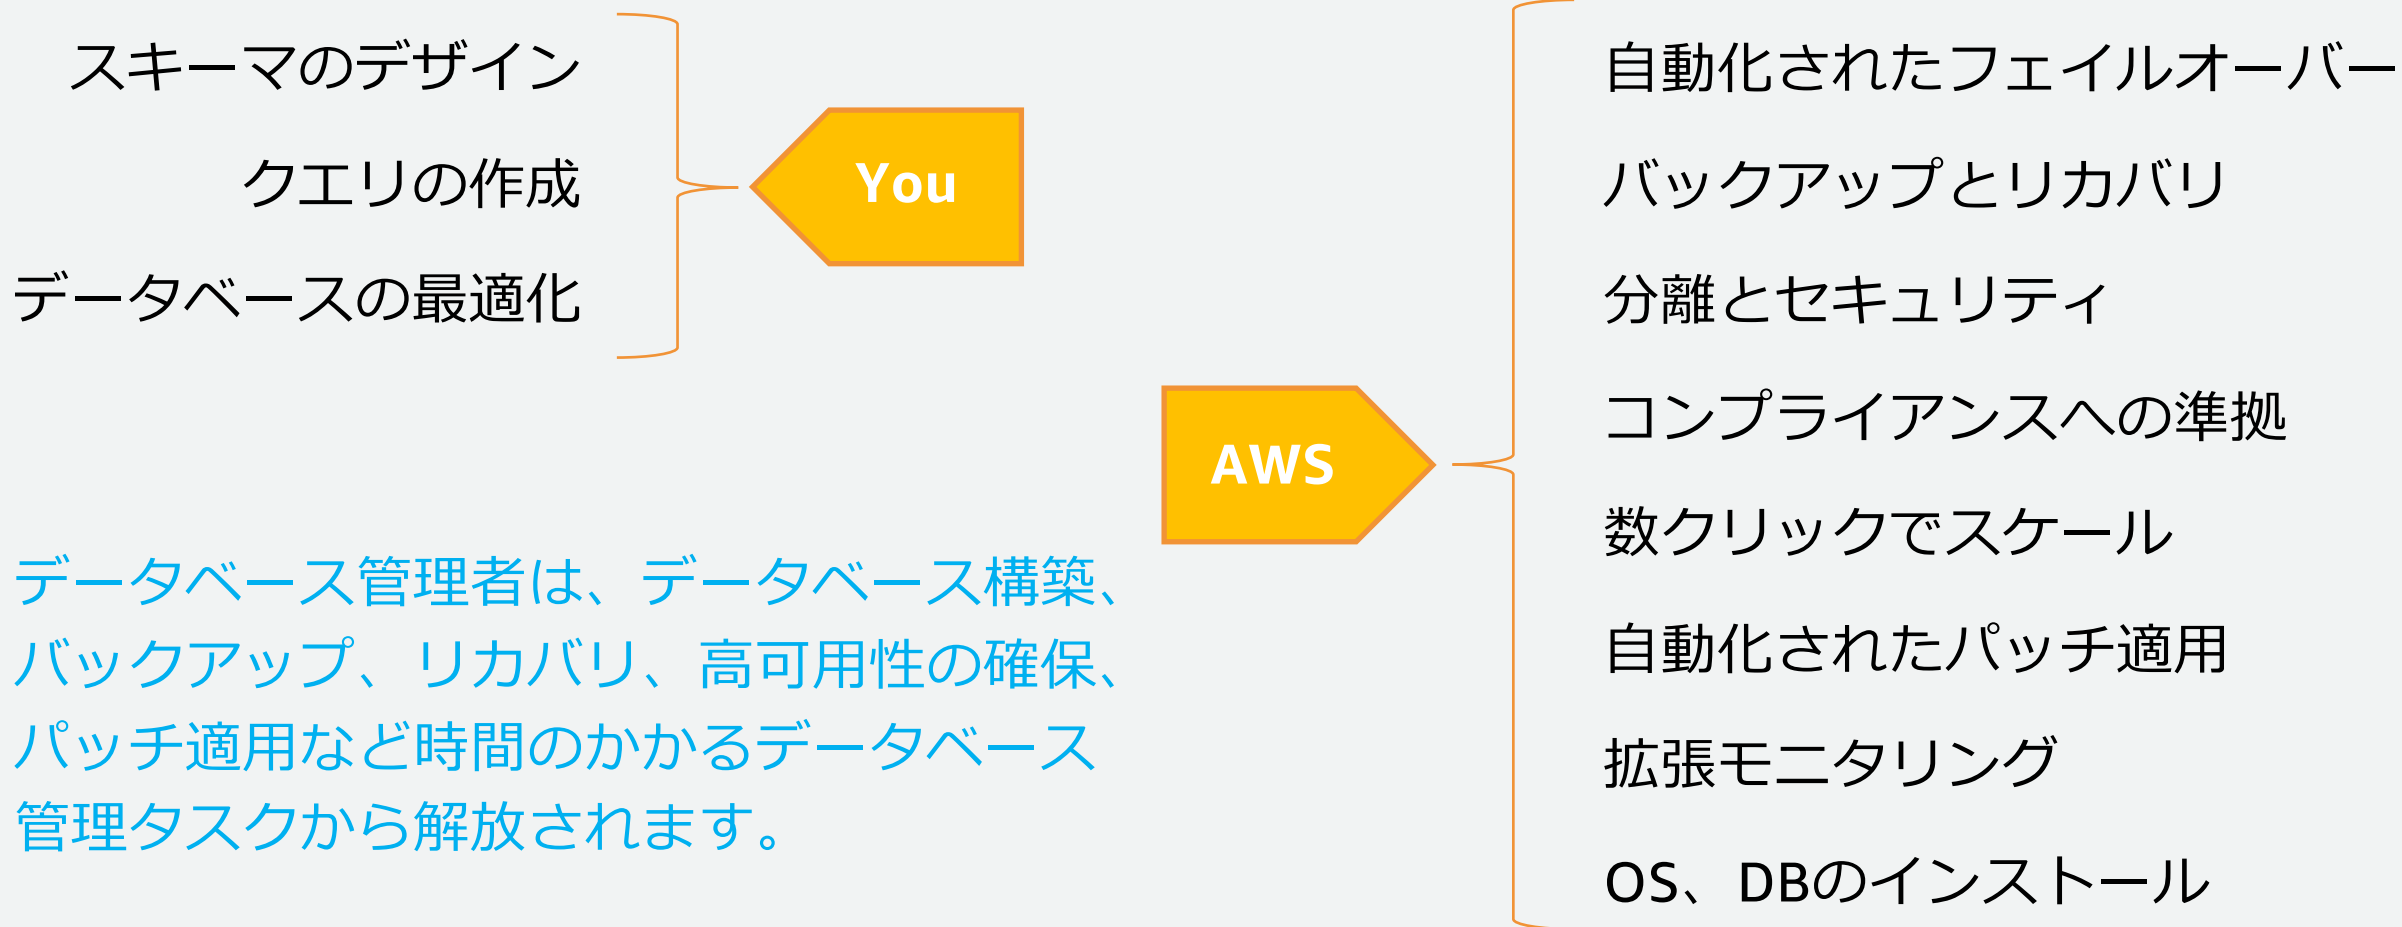 スキーマのデザイン
クエリの作成
データベースの最適化
You
データベース管理者は、データベース構築、
バックアップ、リカバリ、高可用性の確保、
パッチ適用など時間のかかるデータベース
管理タスクから解放されます。
AWS
自動化されたフェイルオーバー
バックアップとリカバリ
分離とセキュリティ
コンプライアンスへの準拠
数クリックでスケール
自動化されたパッチ適用
拡張モニタリング
OS、DBのインストール